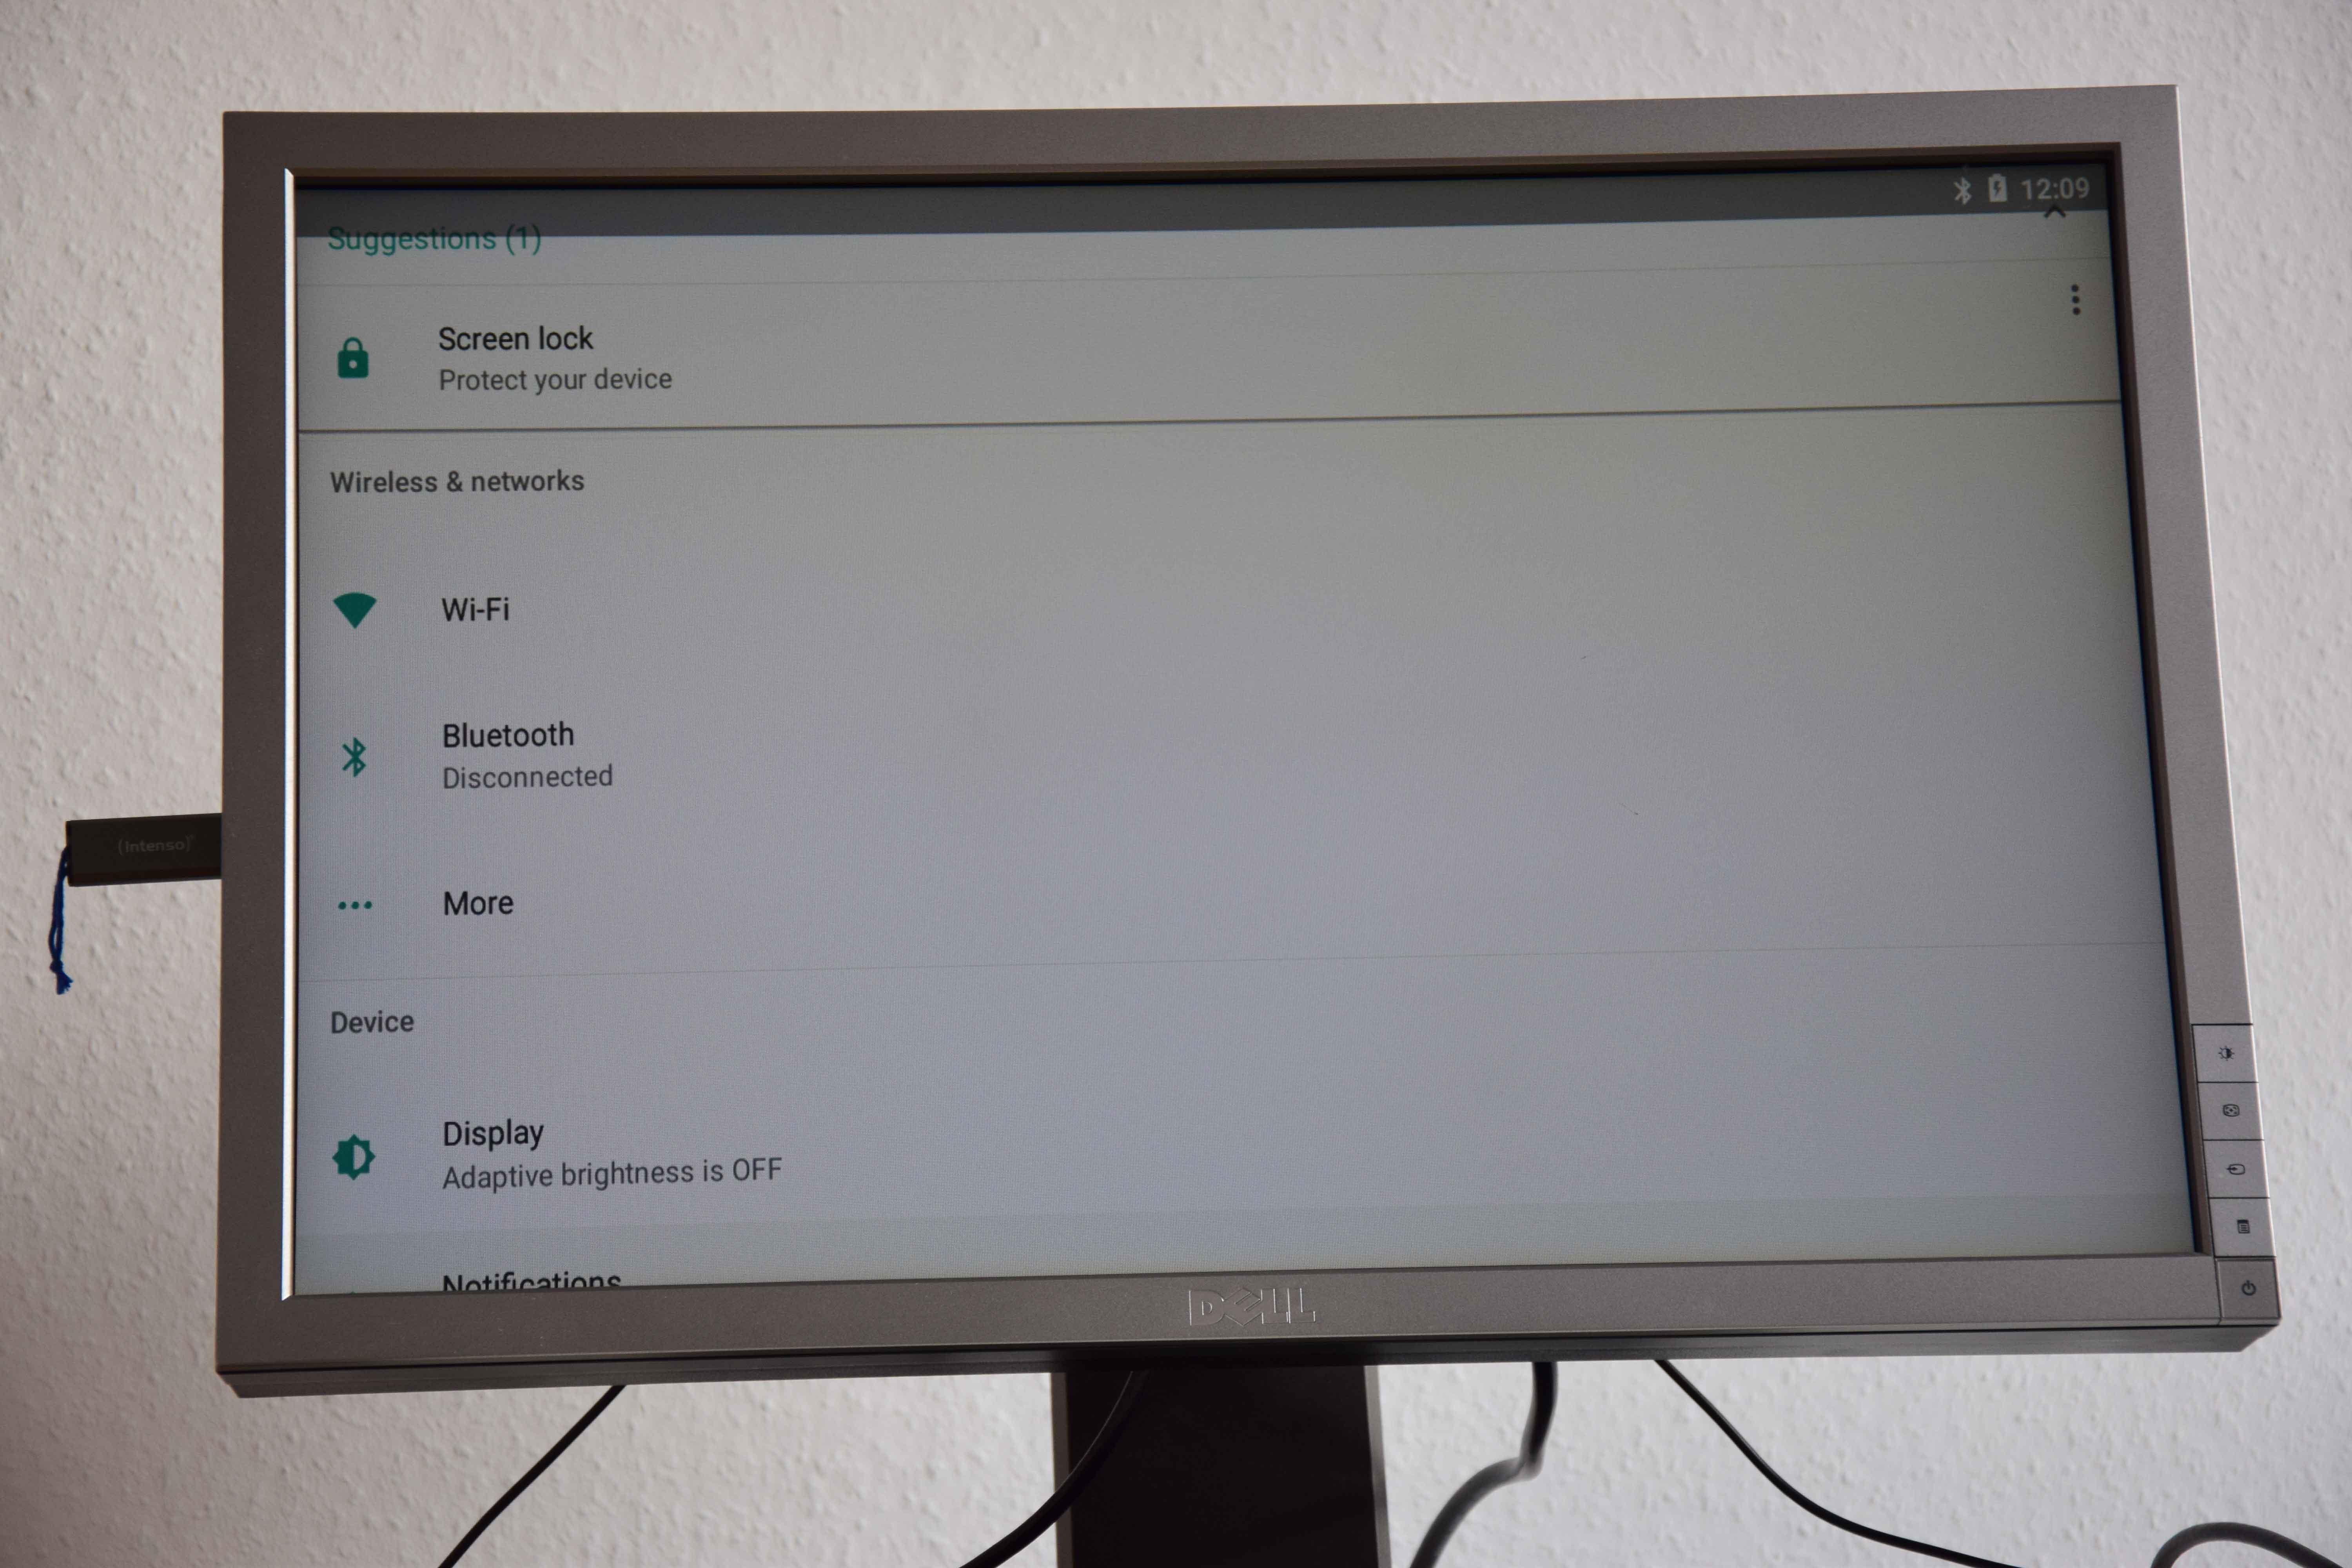 12:09
Suggestions (1)
Screen lock
Protect your device
Wireless & networks
Wi-Fi
Bluetooth
Disconnected
(intenso)®
More
Device
Display
Adaptive brightness is OFF
Notifications
DELL